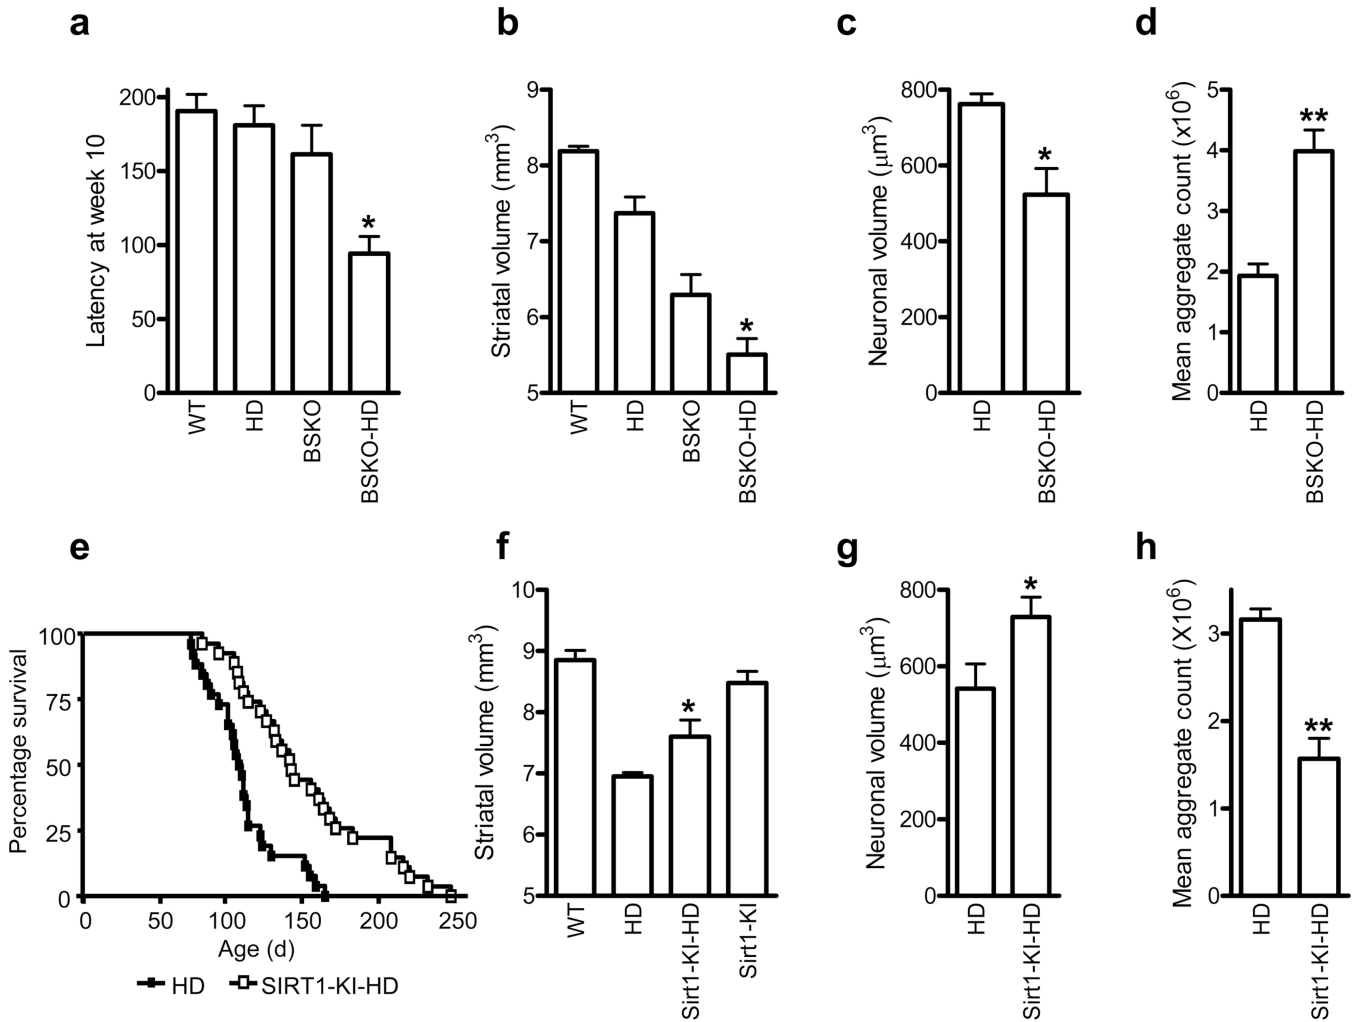 a
Latency at week 10
200
150
100
50
0
WT
HD
BSKO
BSKO-HD
*
b
Striatal volume (mm³)
9
8
7
6
5
WT
HD
BSKO
BSKO-HD
*
c
Neuronal volume (μm³)
800
600
400
200
0
HD
BSKO-HD
*
d
Mean aggregate count (x10⁶)
5
4
3
2
1
0
HD
BSKO-HD
**
e
Percentage survival
100
75
50
25
0
0 50 100 150 200 250
Age (d)
HD SIRT1-KI-HD
f
Striatal volume (mm³)
10
9
8
7
6
5
WT
HD
Sirt1-KI-HD
Sirt1-KI
*
g
Neuronal volume (μm³)
800
600
400
200
0
HD
Sirt1-KI-HD
*
h
Mean aggregate count (X10⁶)
3
2
1
0
HD
Sirt1-KI-HD
**